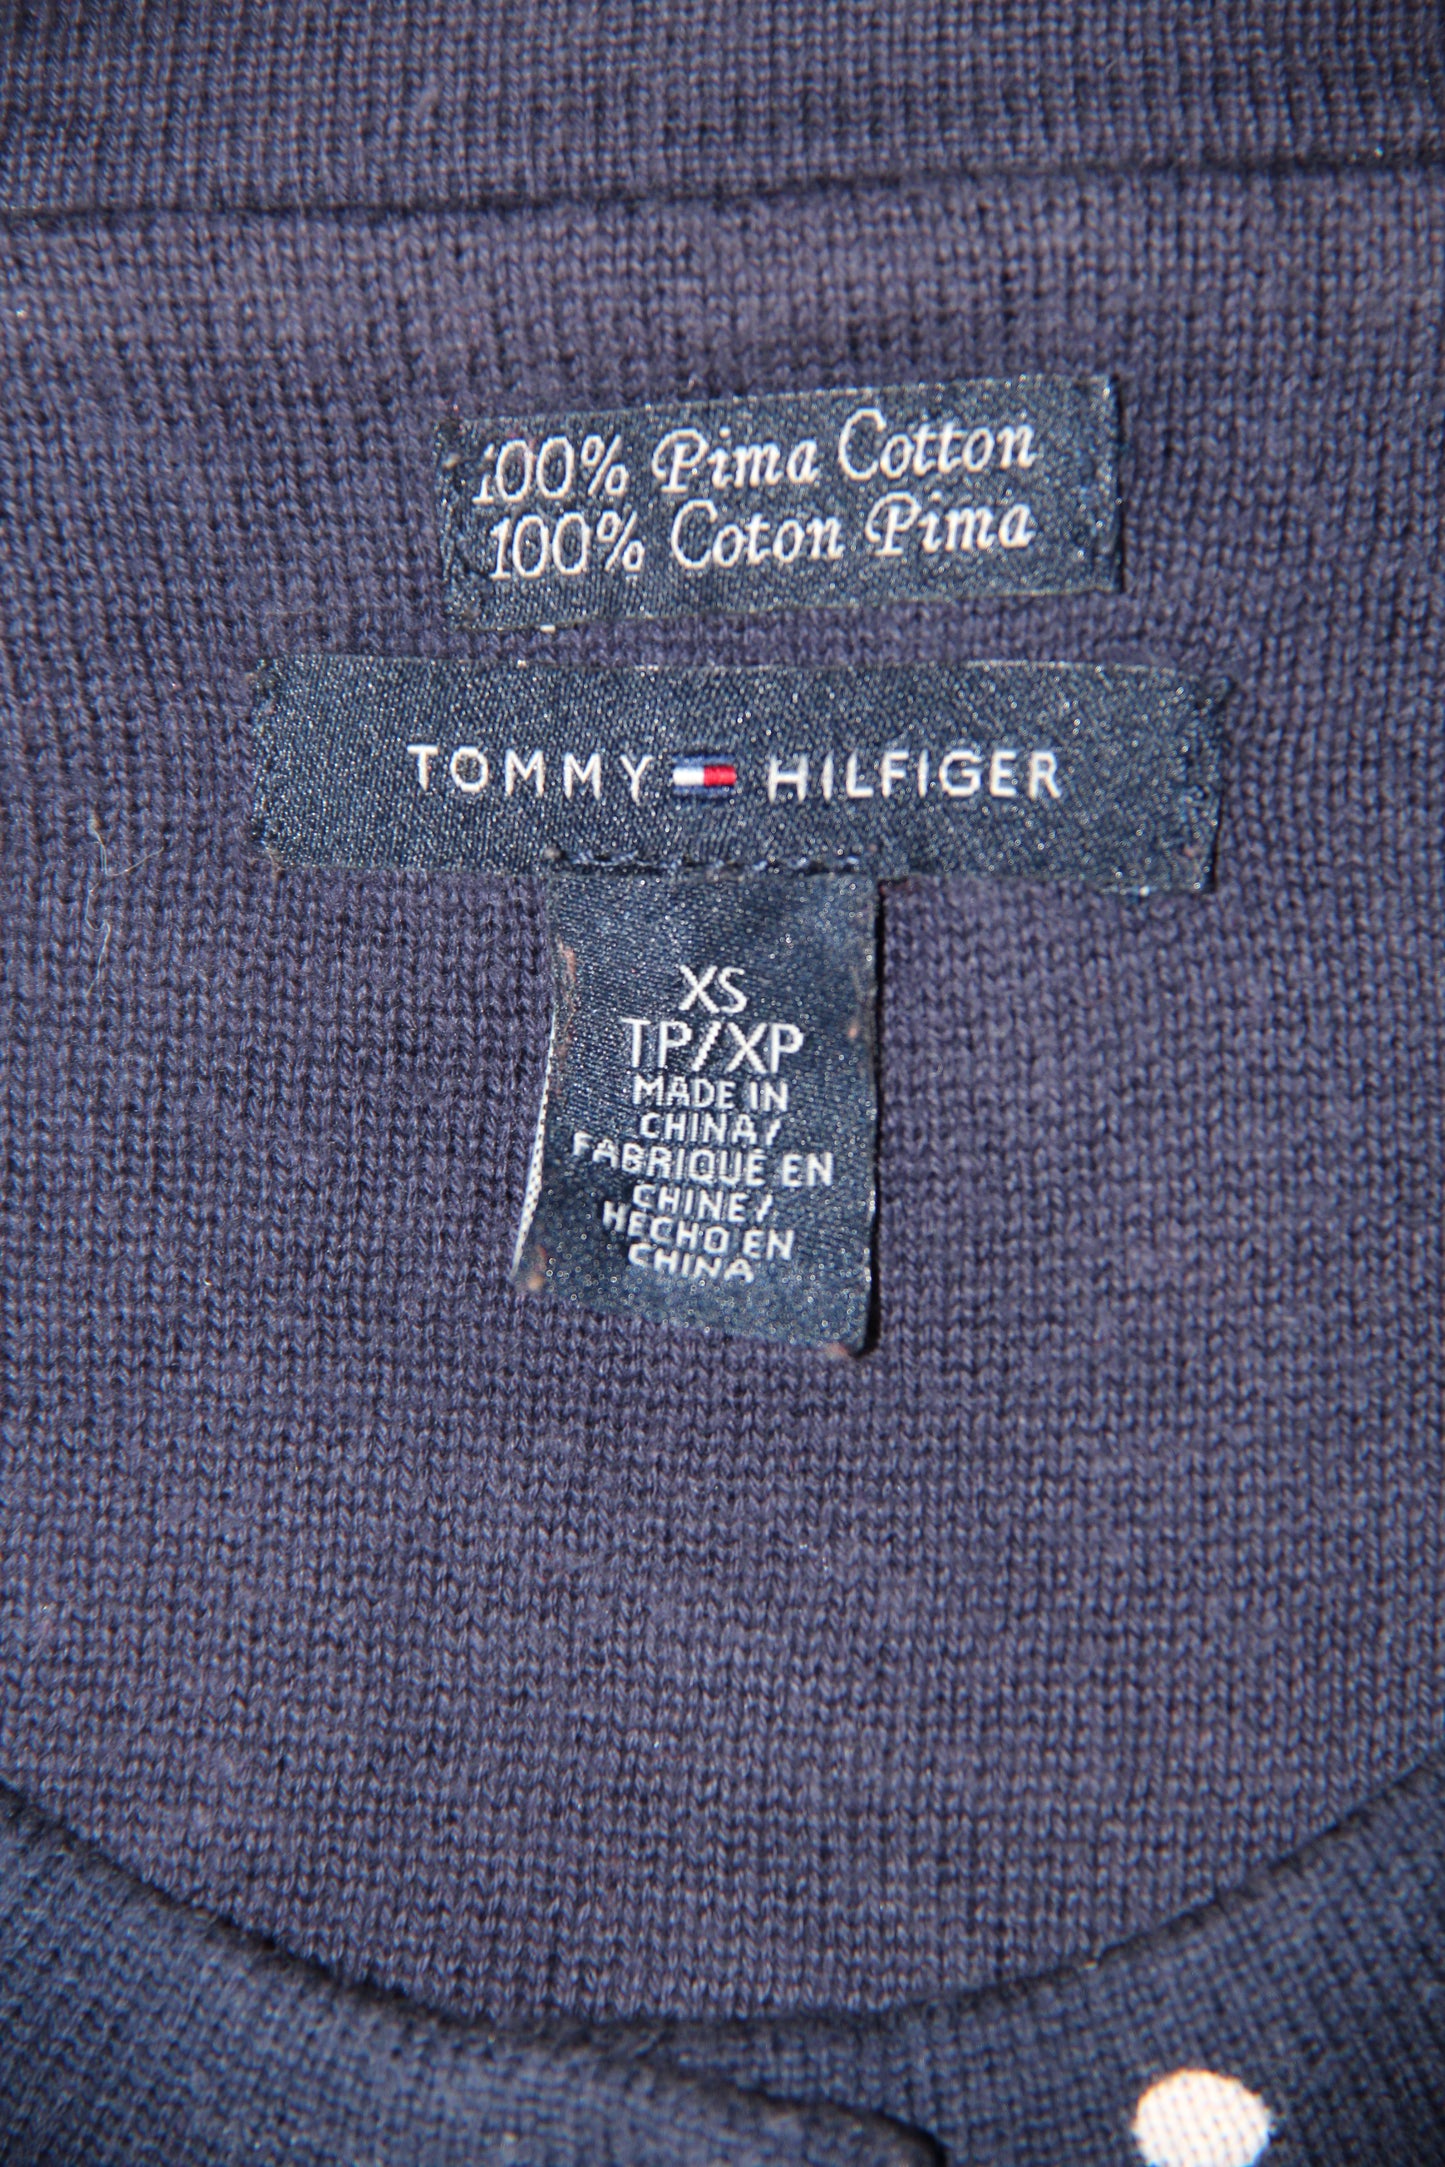 100% Pima Cotton
100% Coton Pima
TOMMY HILFIGER
XS
TP/XP
MADE IN
CHINA/
FABRIQUÉ EN
CHINE/
HECHO EN
CHINA